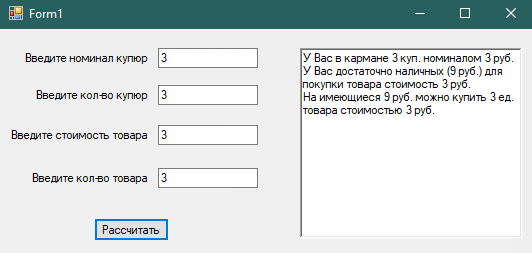 Form1
Введите номинал купюр 3
Введите кол-во купюр 3
Введите стоимость товара 3
Введите кол-во товара 3
Рассчитать
У Вас в кармане 3 куп. номиналом 3 руб.
У Вас достаточно наличных (9 руб.) для
покупки товара стоимость 3 руб.
На имеющиеся 9 руб. можно купить 3 ед.
товара стоимостью 3 руб.